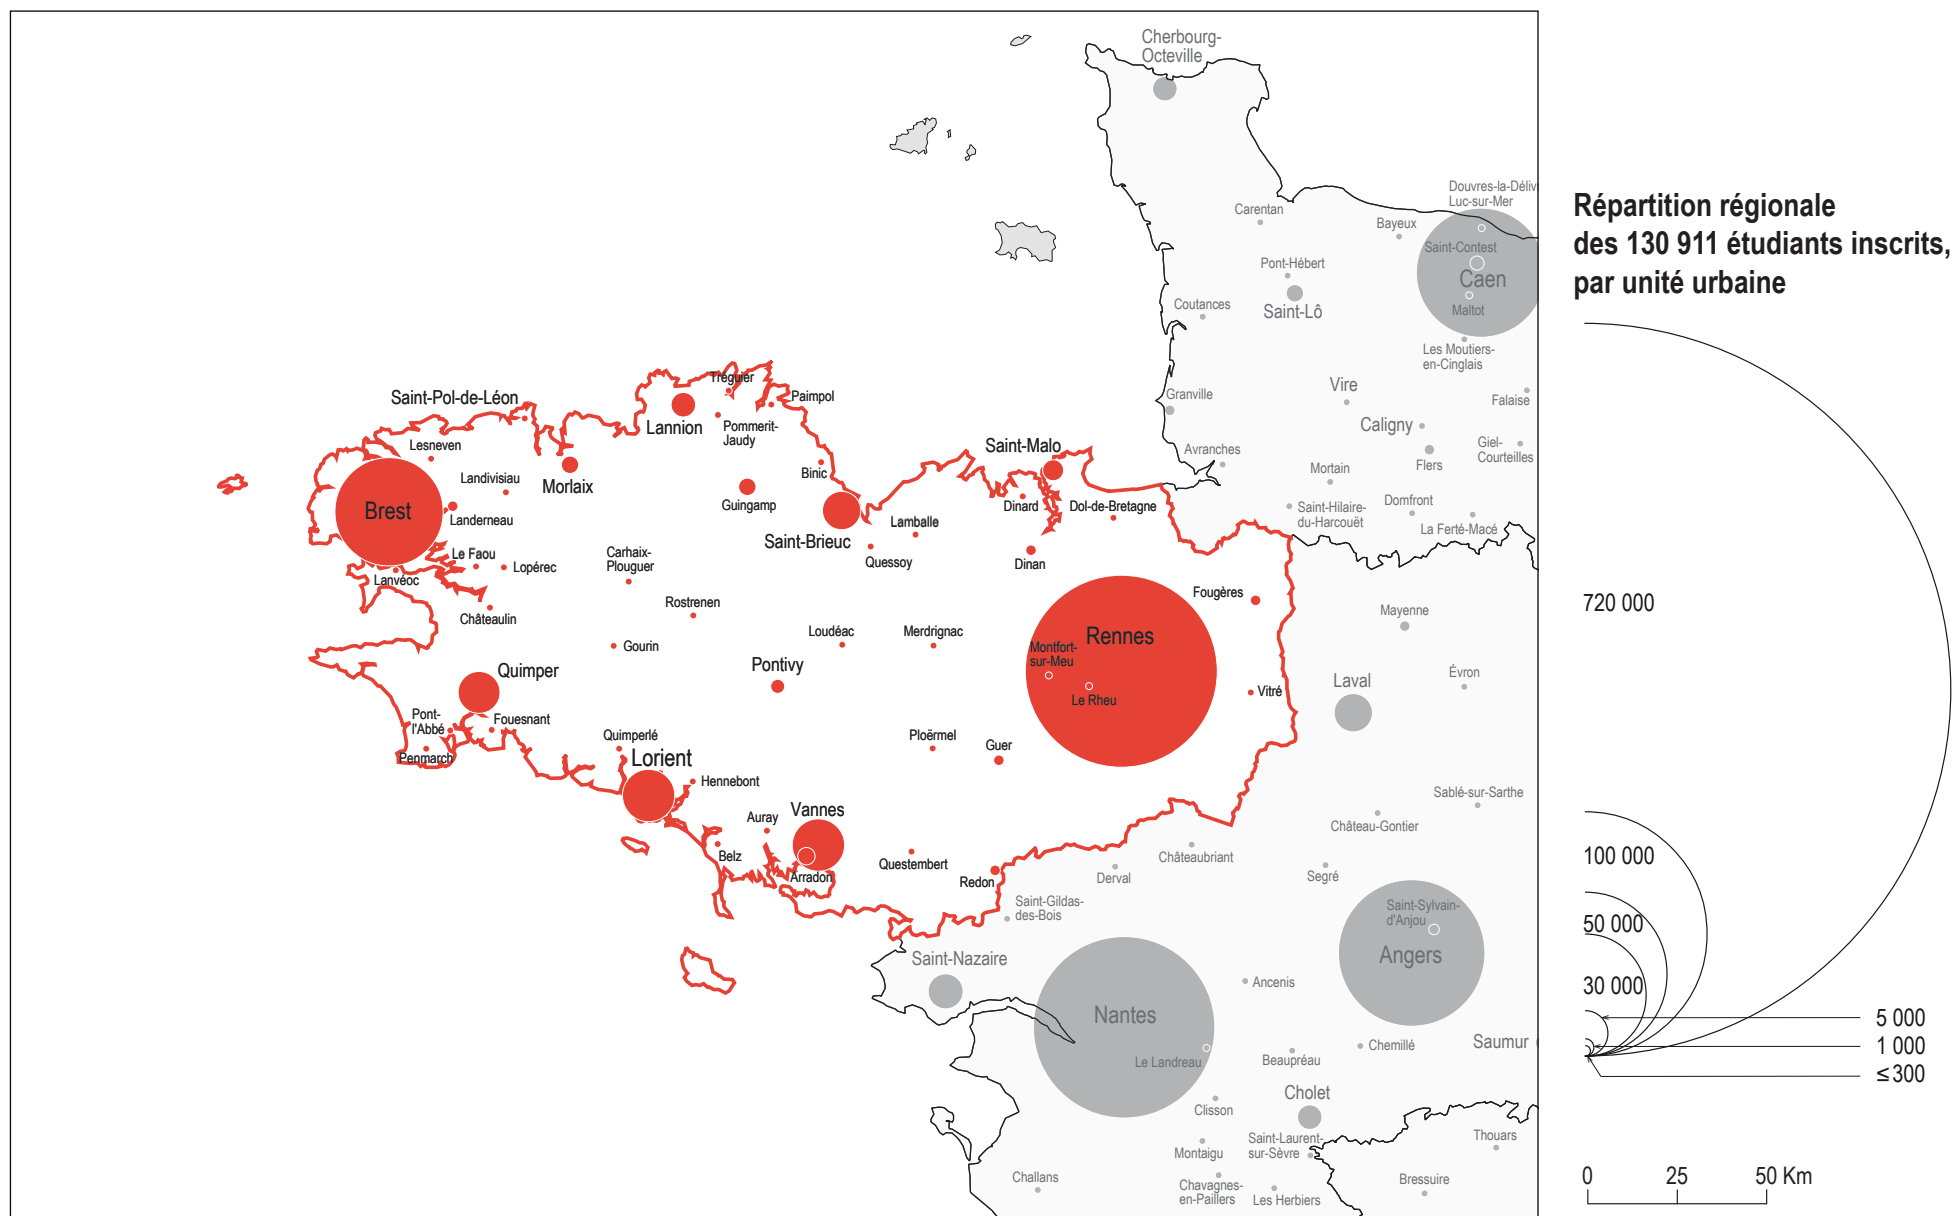 Cherbourg-
Octeville
Douvres-la-Déliv
Luc-sur-Mer
Carentan
Bayeux
Saint-Contest
Pont-Hébert
Caen
Coutances
Saint-Lô
Maltot
Les Moutiers-
en-Cinglais
Vire
Granville
Falaise
Caligny
Avranches
Flers
Giel-
Courteilles
Mortain
Saint-Hilaire-
du-Harcouët
Domfront
La Ferté-Macé
Tréguier
Saint-Pol-de-Léon
Paimpol
Lannion
Pommerit-
Jaudy
Lesneven
Saint-Malo
Landivisiau
Morlaix
Binic
Guingamp
Dinard
Dol-de-Bretagne
Brest
Landerneau
Lamballe
Saint-Brieuc
Le Faou
Lopérec
Carhaix-
Plouguer
Quessoy
Dinan
Lanvéoc
Fougères
Châteaulin
Rostrenen
Mayenne
Loudéac
Merdrignac
Rennes
Gourin
Montfort-
sur-Meu
Quimper
Pontivy
Le Rheu
Vitré
Laval
Évron
Pont-
l'Abbé
Fouesnant
Quimperlé
Ploërmel
Guer
Penmarch
Lorient
Hennebont
Sablé-sur-Sarthe
Vannes
Auray
Château-Gontier
Belz
Arradon
Questembert
Redon
Châteaubriant
Derval
Segré
Saint-Gildas-
des-Bois
Saint-Sylvain-
d'Anjou
Saint-Nazaire
Angers
Ancenis
Nantes
Le Landreau
Beaupréau
Chemillé
Saumur
Cholet
Clisson
Montaigu
Saint-Laurent-
sur-Sèvre
Thouars
Challans
Chavagnes-
en-Paillers
Les Herbiers
Bressuire
Répartition régionale
des 130 911 étudiants inscrits,
par unité urbaine
720 000
100 000
50 000
30 000
5 000
1 000
≤ 300
0 25 50 Km